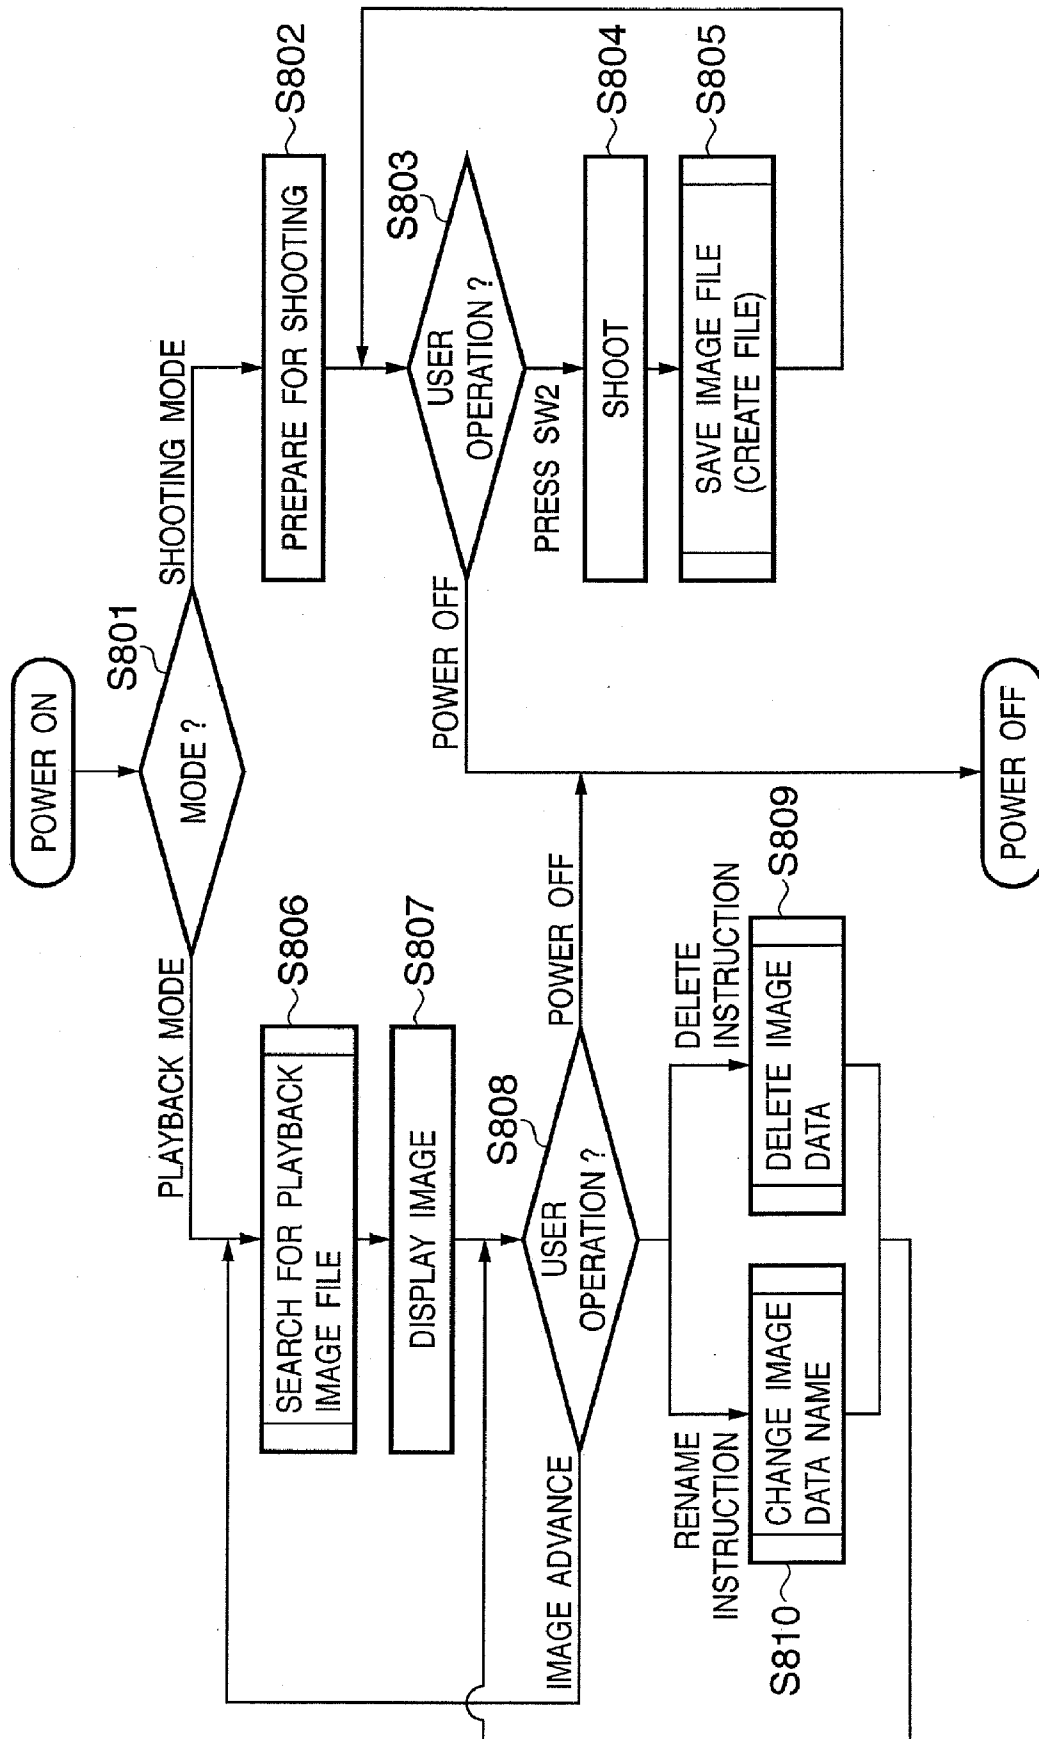 POWER ON
S801
MODE ?
PLAYBACK MODE
SHOOTING MODE
S802
PREPARE FOR SHOOTING
S803
USER
OPERATION ?
POWER OFF
PRESS SW2
S804
SHOOT
S805
SAVE IMAGE FILE
(CREATE FILE)
S806
SEARCH FOR PLAYBACK
IMAGE FILE
S807
DISPLAY IMAGE
S808
USER
OPERATION ?
IMAGE ADVANCE
POWER OFF
RENAME
INSTRUCTION
DELETE
INSTRUCTION
S810
CHANGE IMAGE
DATA NAME
S809
DELETE IMAGE
DATA
POWER OFF